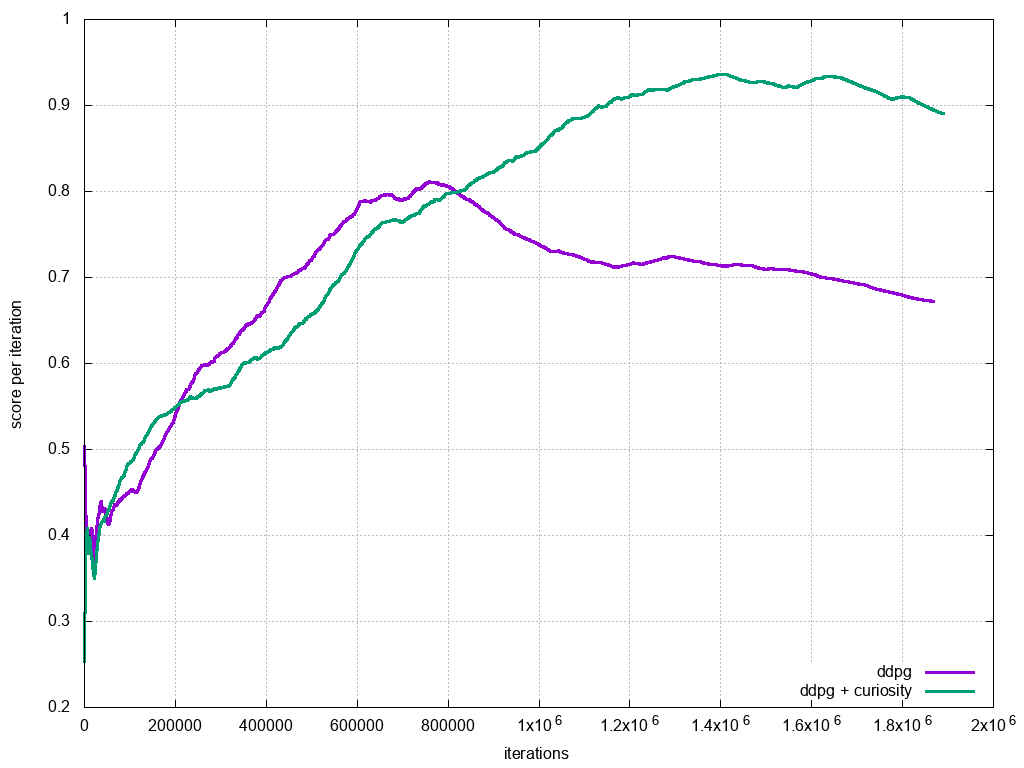 1
0.9
0.8
0.7
0.6
0.5
0.4
0.3
0.2
score per iteration
ddpg
ddpg + curiosity
0 200000 400000 600000 800000 1x10^6 1.2x10^6 1.4x10^6 1.6x10^6 1.8x10^6 2x10^6
iterations